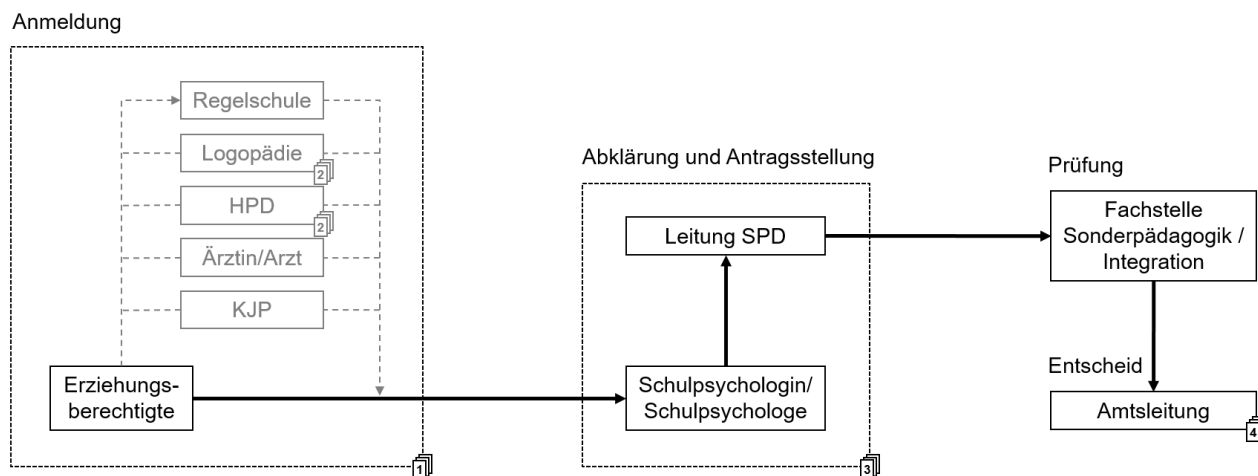 Anmeldung
Regelschule
Logopädie
2
HPD
2
Ärztin/Arzt
KJP
Erziehungs-
berechtigte
1
Abklärung und Antragsstellung
Leitung SPD
Schulpsychologin/
Schulpsychologe
3
Prüfung
Fachstelle
Sonderpädagogik /
Integration
Entscheid
Amtsleitung
4